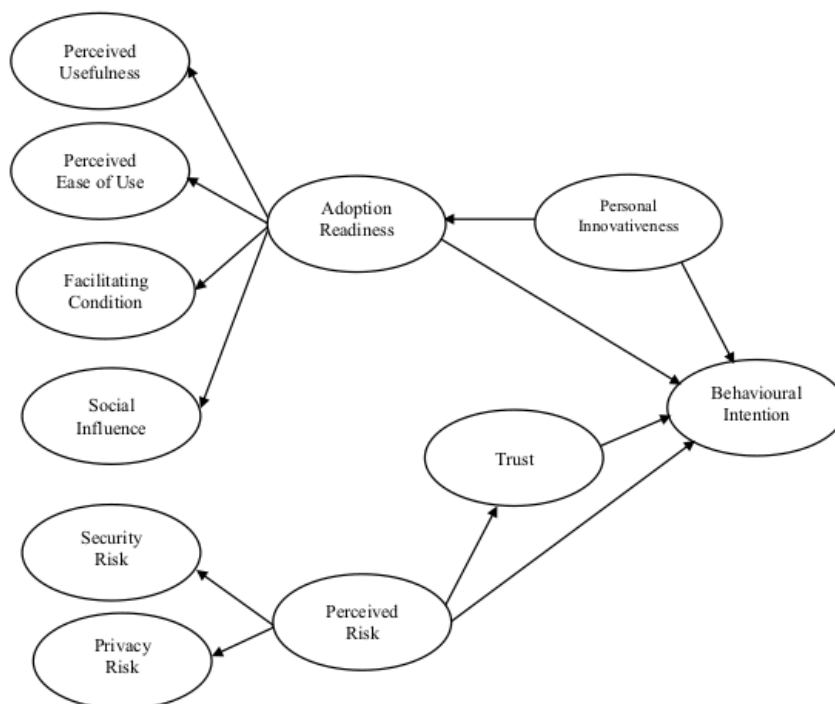 Perceived
Usefulness
Perceived
Ease of Use
Adoption
Readiness
Personal
Innovativeness
Facilitating
Condition
Social
Influence
Behavioural
Intention
Trust
Security
Risk
Perceived
Risk
Privacy
Risk